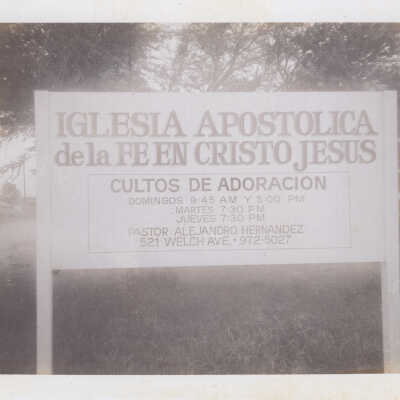 IGLESIA APOSTOLICA
de la FE EN CRISTO JESUS
CULTOS DE ADORACION
DOMINGOS 9:45 AM Y 5:00 PM
MARTES 7:30 PM
JUEVES 7:30 PM
PASTOR ALEJANDRO HERNANDEZ
521 WELCH AVE. • 972-5027